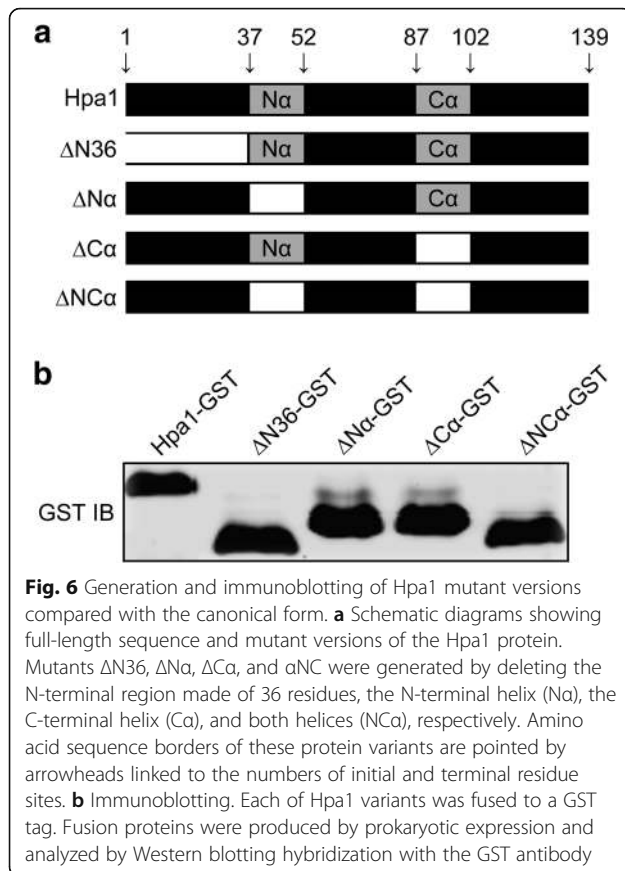 a
1 37 52 87 102 139
↓ ↓ ↓ ↓ ↓ ↓
Hpa1 Nα Cα
ΔN36 Nα Cα
ΔNα Cα
ΔCα Nα
ΔNCα
b
Hpa1-GST ΔN36-GST ΔNα-GST ΔCα-GST ΔNCα-GST
GST IB
Fig. 6 Generation and immunoblotting of Hpa1 mutant versions
compared with the canonical form. a Schematic diagrams showing
full-length sequence and mutant versions of the Hpa1 protein.
Mutants ΔN36, ΔNα, ΔCα, and αNC were generated by deleting the
N-terminal region made of 36 residues, the N-terminal helix (Nα), the
C-terminal helix (Cα), and both helices (NCα), respectively. Amino
acid sequence borders of these protein variants are pointed by
arrowheads linked to the numbers of initial and terminal residue
sites. b Immunoblotting. Each of Hpa1 variants was fused to a GST
tag. Fusion proteins were produced by prokaryotic expression and
analyzed by Western blotting hybridization with the GST antibody